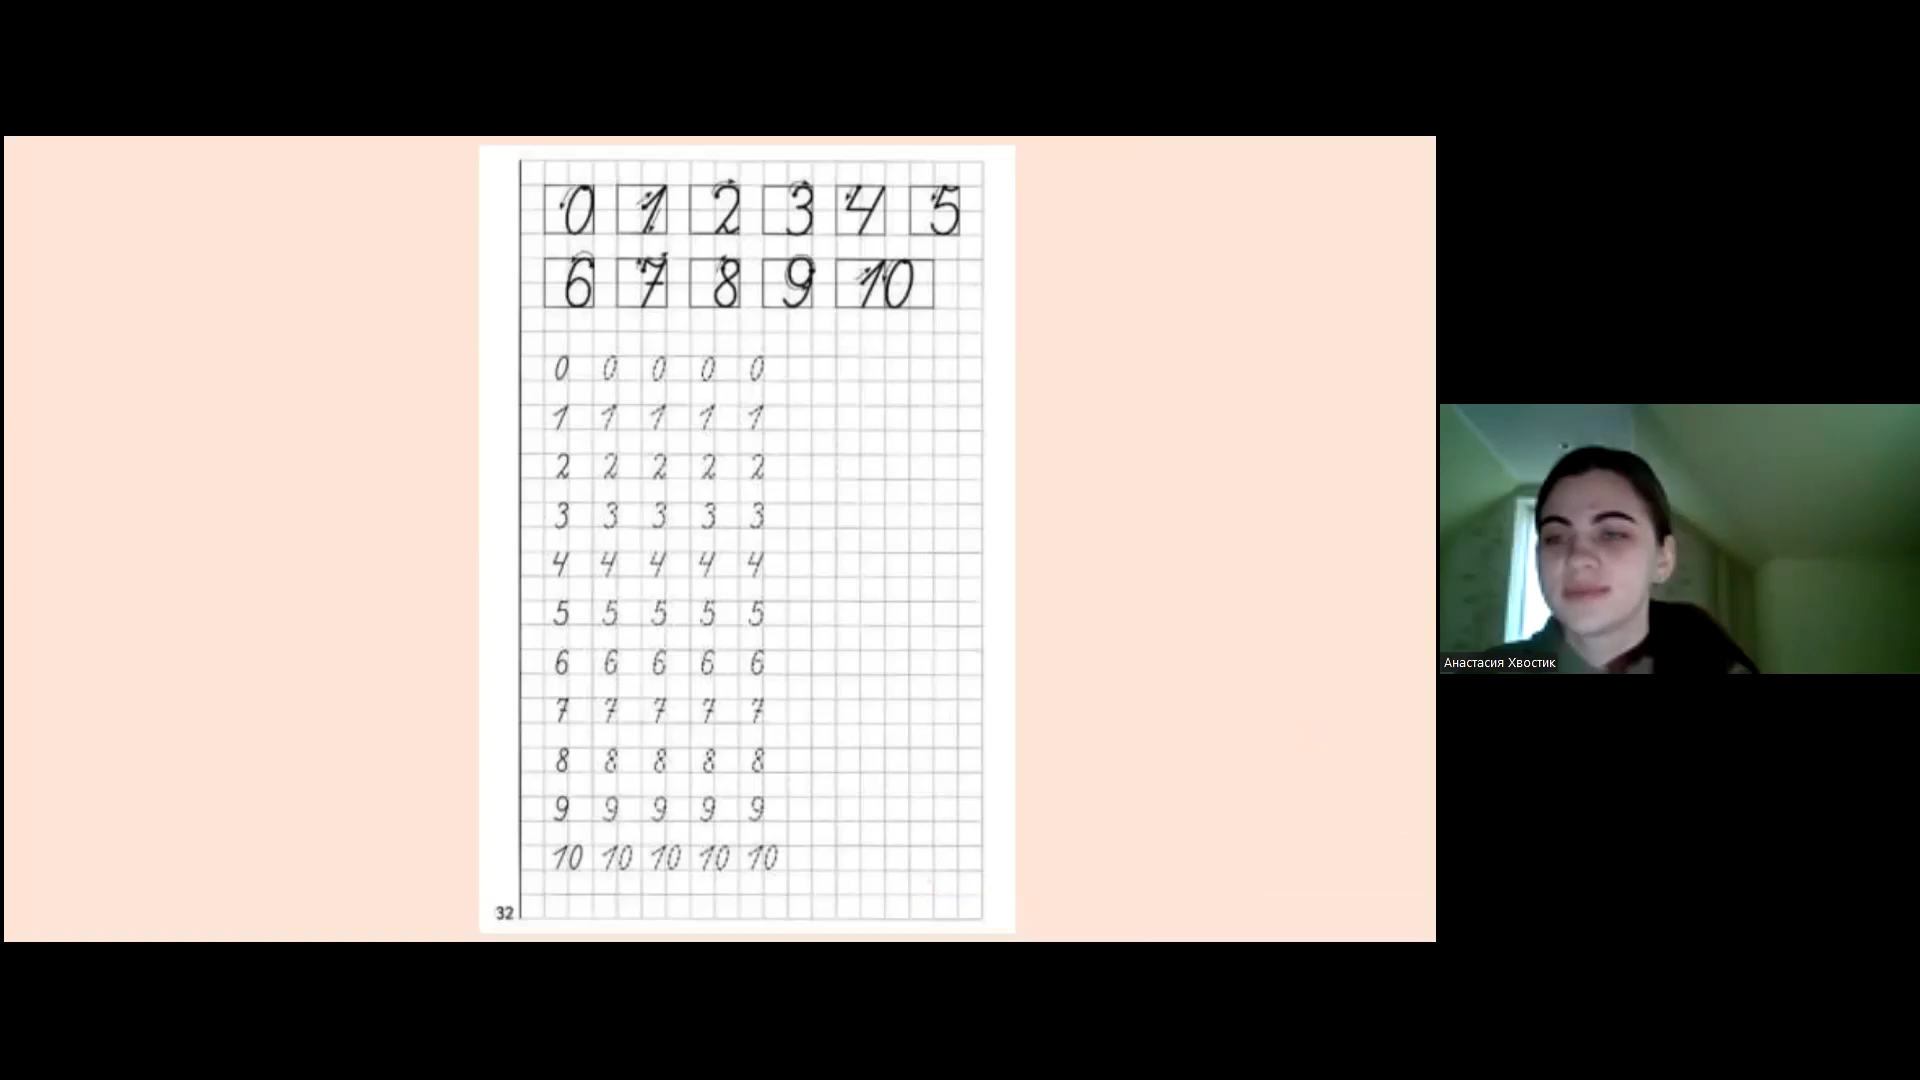 0 1 2 3 4 5
6 7 8 9 10
0 0 0 0 0
1 1 1 1 1
2 2 2 2 2
3 3 3 3 3
4 4 4 4 4
5 5 5 5 5
6 6 6 6 6
7 7 7 7 7
8 8 8 8 8
9 9 9 9 9
10 10 10 10 10
32
Анастасия Хвостик